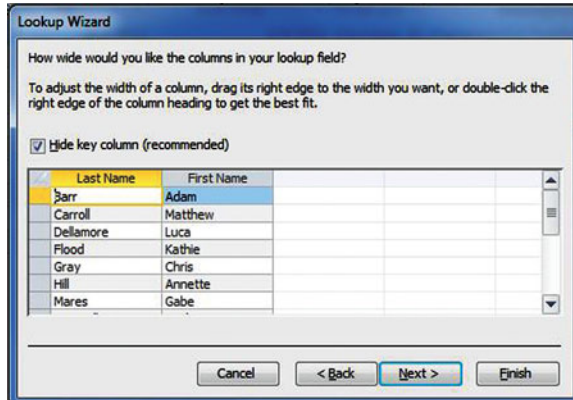 Lookup Wizard
How wide would you like the columns in your lookup field?
To adjust the width of a column, drag its right edge to the width you want, or double-click the
right edge of the column heading to get the best fit.
Hide key column (recommended)
Last Name First Name
Barr Adam
Carroll Matthew
Dellamore Luca
Flood Kathie
Gray Chris
Hill Annette
Mares Gabe
Cancel < Back Next > Finish